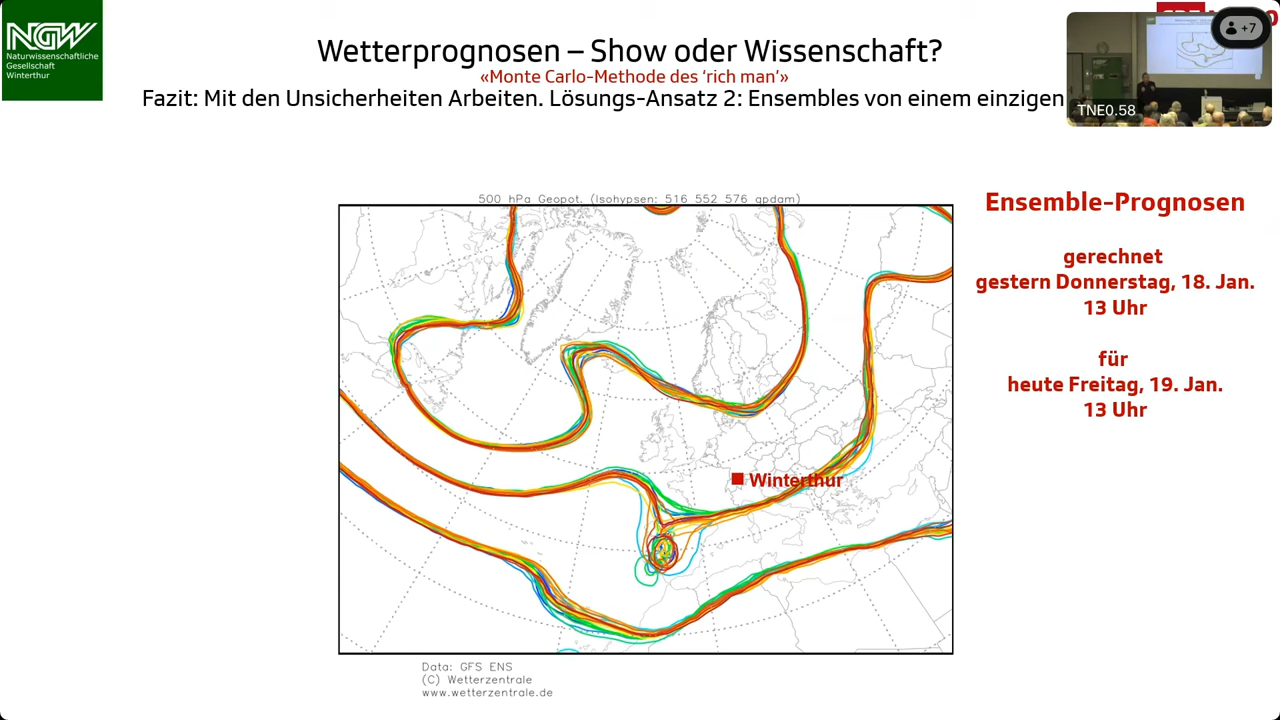 NGW
Naturwissenschaftliche
Gesellschaft
Winterthur
Wetterprognosen – Show oder Wissenschaft?
«Monte Carlo-Methode des ‘rich man’»
Fazit: Mit den Unsicherheiten Arbeiten. Lösungs-Ansatz 2: Ensembles von einem einzigen
+7
TNE0.58
500 hPa Geopot. (Isohypsen: 516 552 576 gpdam)
Winterthur
Ensemble-Prognosen
gerechnet
gestern Donnerstag, 18. Jan.
13 Uhr
für
heute Freitag, 19. Jan.
13 Uhr
Data: GFS ENS
(C) Wetterzentrale
www.wetterzentrale.de